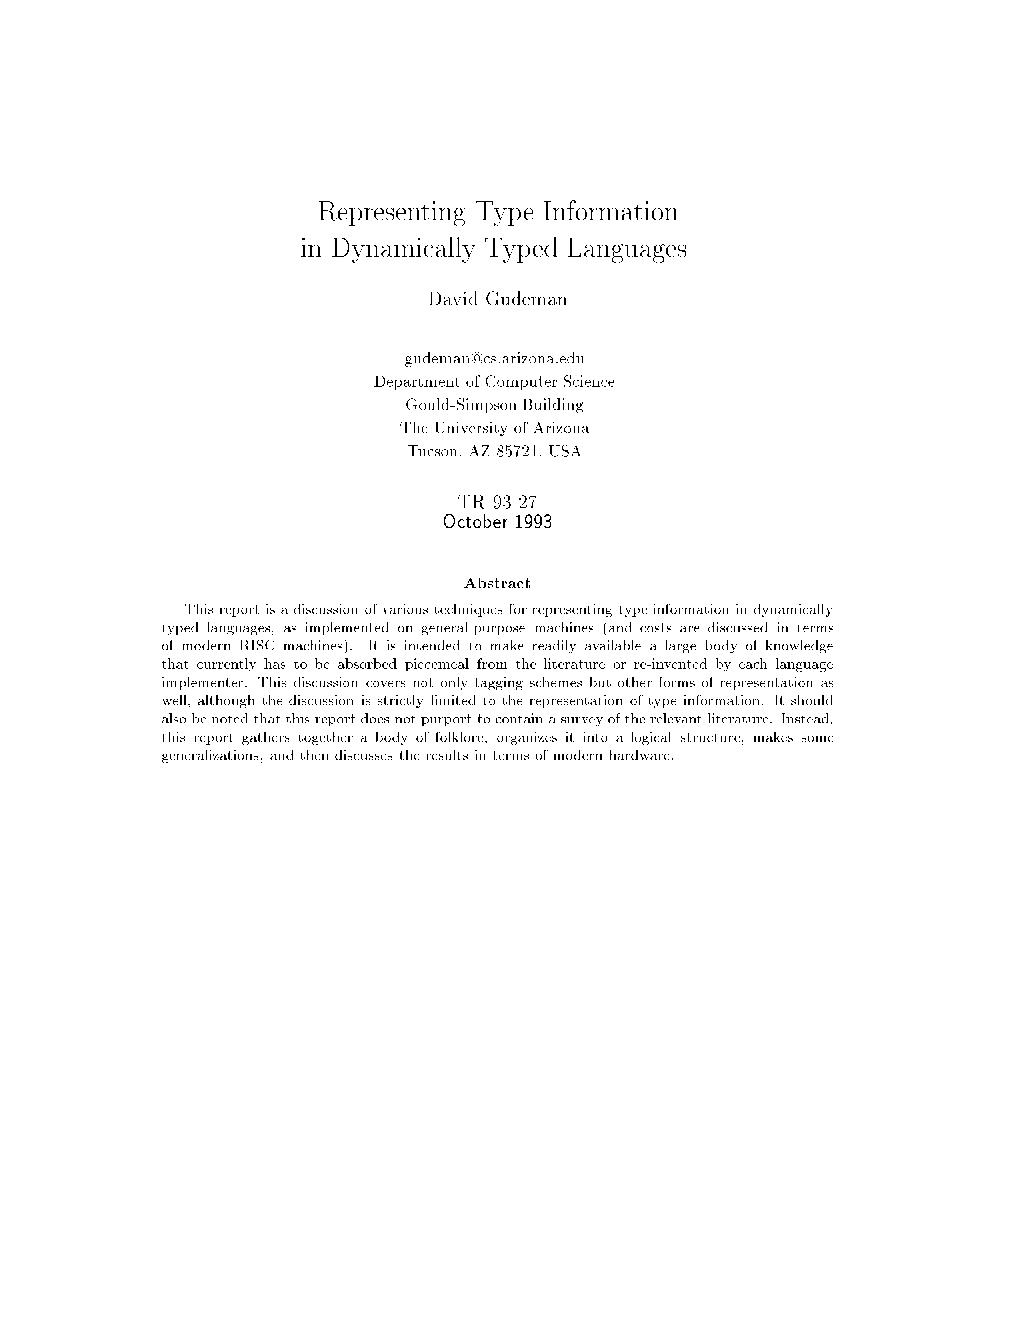 Representing Type Information
in Dynamically Typed Languages
David Gudeman
gudeman@cs.arizona.edu
Department of Computer Science
Gould-Simpson Building
The University of Arizona
Tucson, AZ 85721, USA
TR 93-27
October 1993
Abstract
This report is a discussion of various techniques for representing type information in dynamically
typed languages, as implemented on general-purpose machines (and costs are discussed in terms
of modern RISC machines). It is intended to make readily available a large body of knowledge
that currently has to be absorbed piecemeal from the literature or re-invented by each language
implementer. This discussion covers not only tagging schemes but other forms of representation as
well, although the discussion is strictly limited to the representation of type information. It should
also be noted that this report does not purport to contain a survey of the relevant literature. Instead,
this report gathers together a body of folklore, organizes it into a logical structure, makes some
generalizations, and then discusses the results in terms of modern hardware.